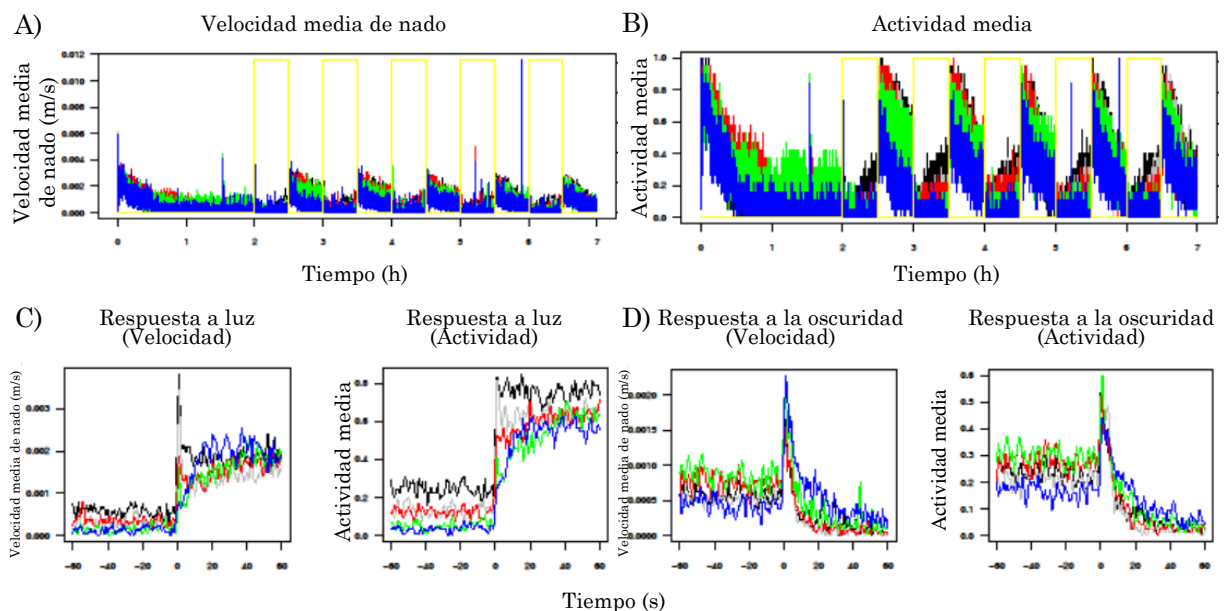 A)
Velocidad media de nado
Velocidad media
de nado (m/s)
0.012
0.010
0.008
0.006
0.004
0.002
0.000
0 1 2 3 4 5 6 7
Tiempo (h)
B)
Actividad media
Actividad media
1.0
0.8
0.6
0.4
0.2
0.0
0 1 2 3 4 5 6 7
Tiempo (h)
C)
Respuesta a luz
(Velocidad)
Velocidad media de nado (m/s)
0.003
0.002
0.001
0.000
-60 -40 -20 0 20 40 60
Respuesta a luz
(Actividad)
Actividad media
0.8
0.6
0.4
0.2
0.0
-60 -40 -20 0 20 40 60
D)
Respuesta a la oscuridad
(Velocidad)
Velocidad media de nado (m/s)
0.0020
0.0015
0.0010
0.0005
0.0000
-60 -40 -20 0 20 40 60
Respuesta a la oscuridad
(Actividad)
Actividad media
0.6
0.5
0.4
0.3
0.2
0.1
0.0
-60 -40 -20 0 20 40 60
Tiempo (s)